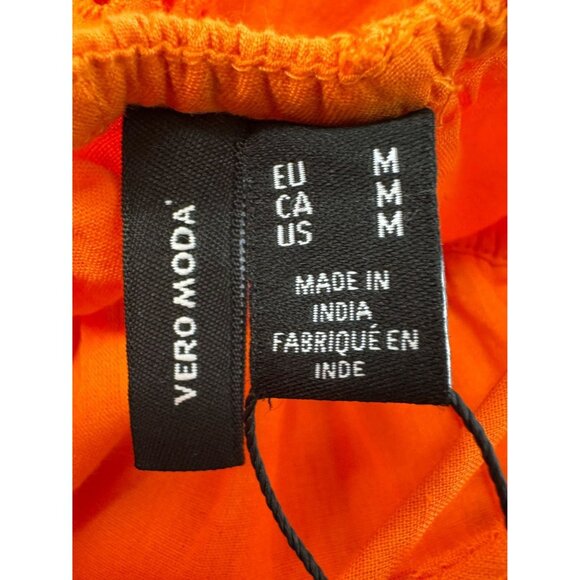 VERO MODA
EU M
CA M
US M
MADE IN
INDIA
FABRIQUÉ EN
INDE